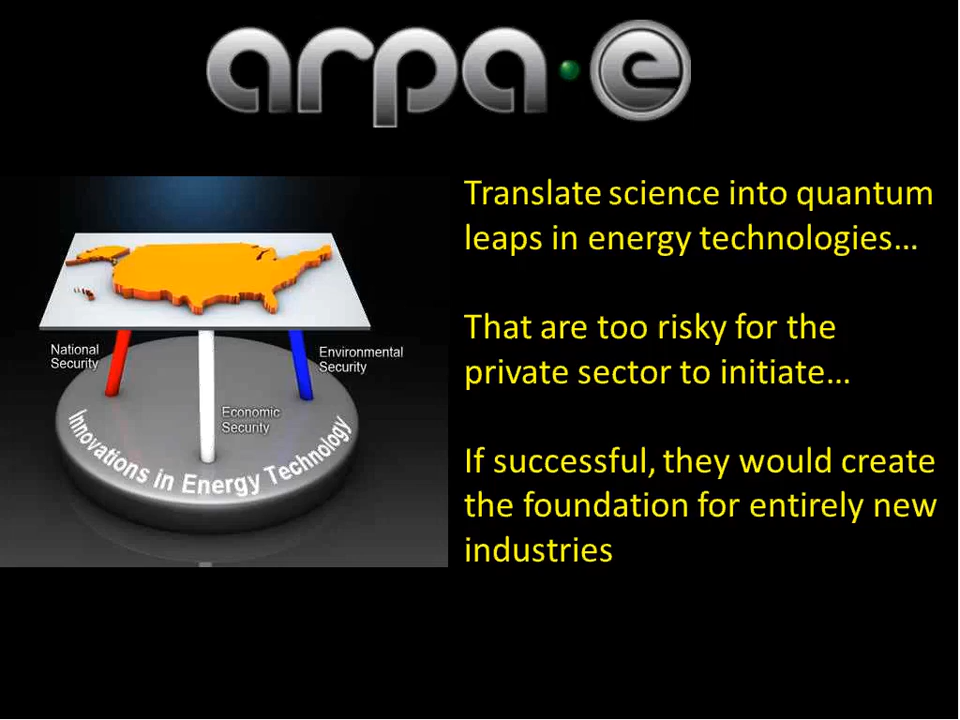 arpa·e
Translate science into quantum
leaps in energy technologies…
That are too risky for the
private sector to initiate…
If successful, they would create
the foundation for entirely new
industries
National
Security
Environmental
Security
Economic
Security
Innovations in Energy Technology